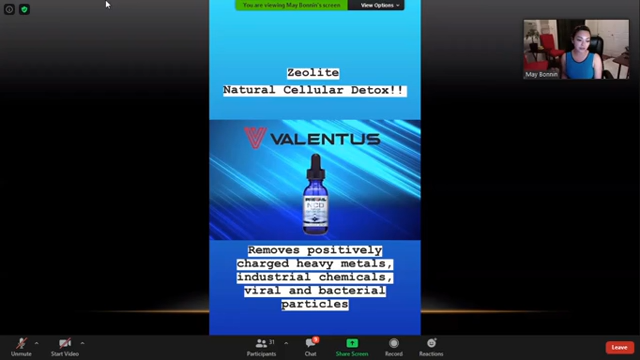 You are viewing May Bonnin's screen
View Options
May Bonnin
Zeolite
Natural Cellular Detox!!
VALENTUS
NCD
Removes positively
charged heavy metals,
industrial chemicals,
viral and bacterial
particles
Unmute
Start Video
31
Participants
Chat
Share Screen
Record
Reactions
Leave